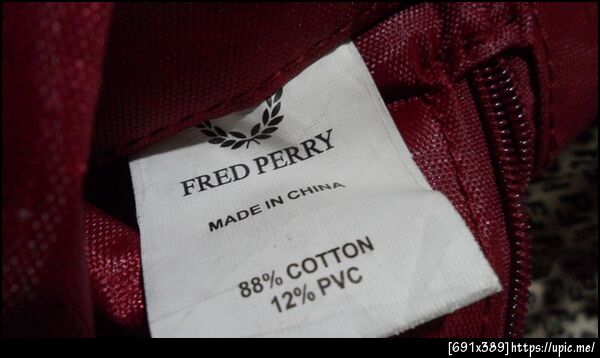 FRED PERRY
MADE IN CHINA
88% COTTON
12% PVC
[691x389]https://upic.me/